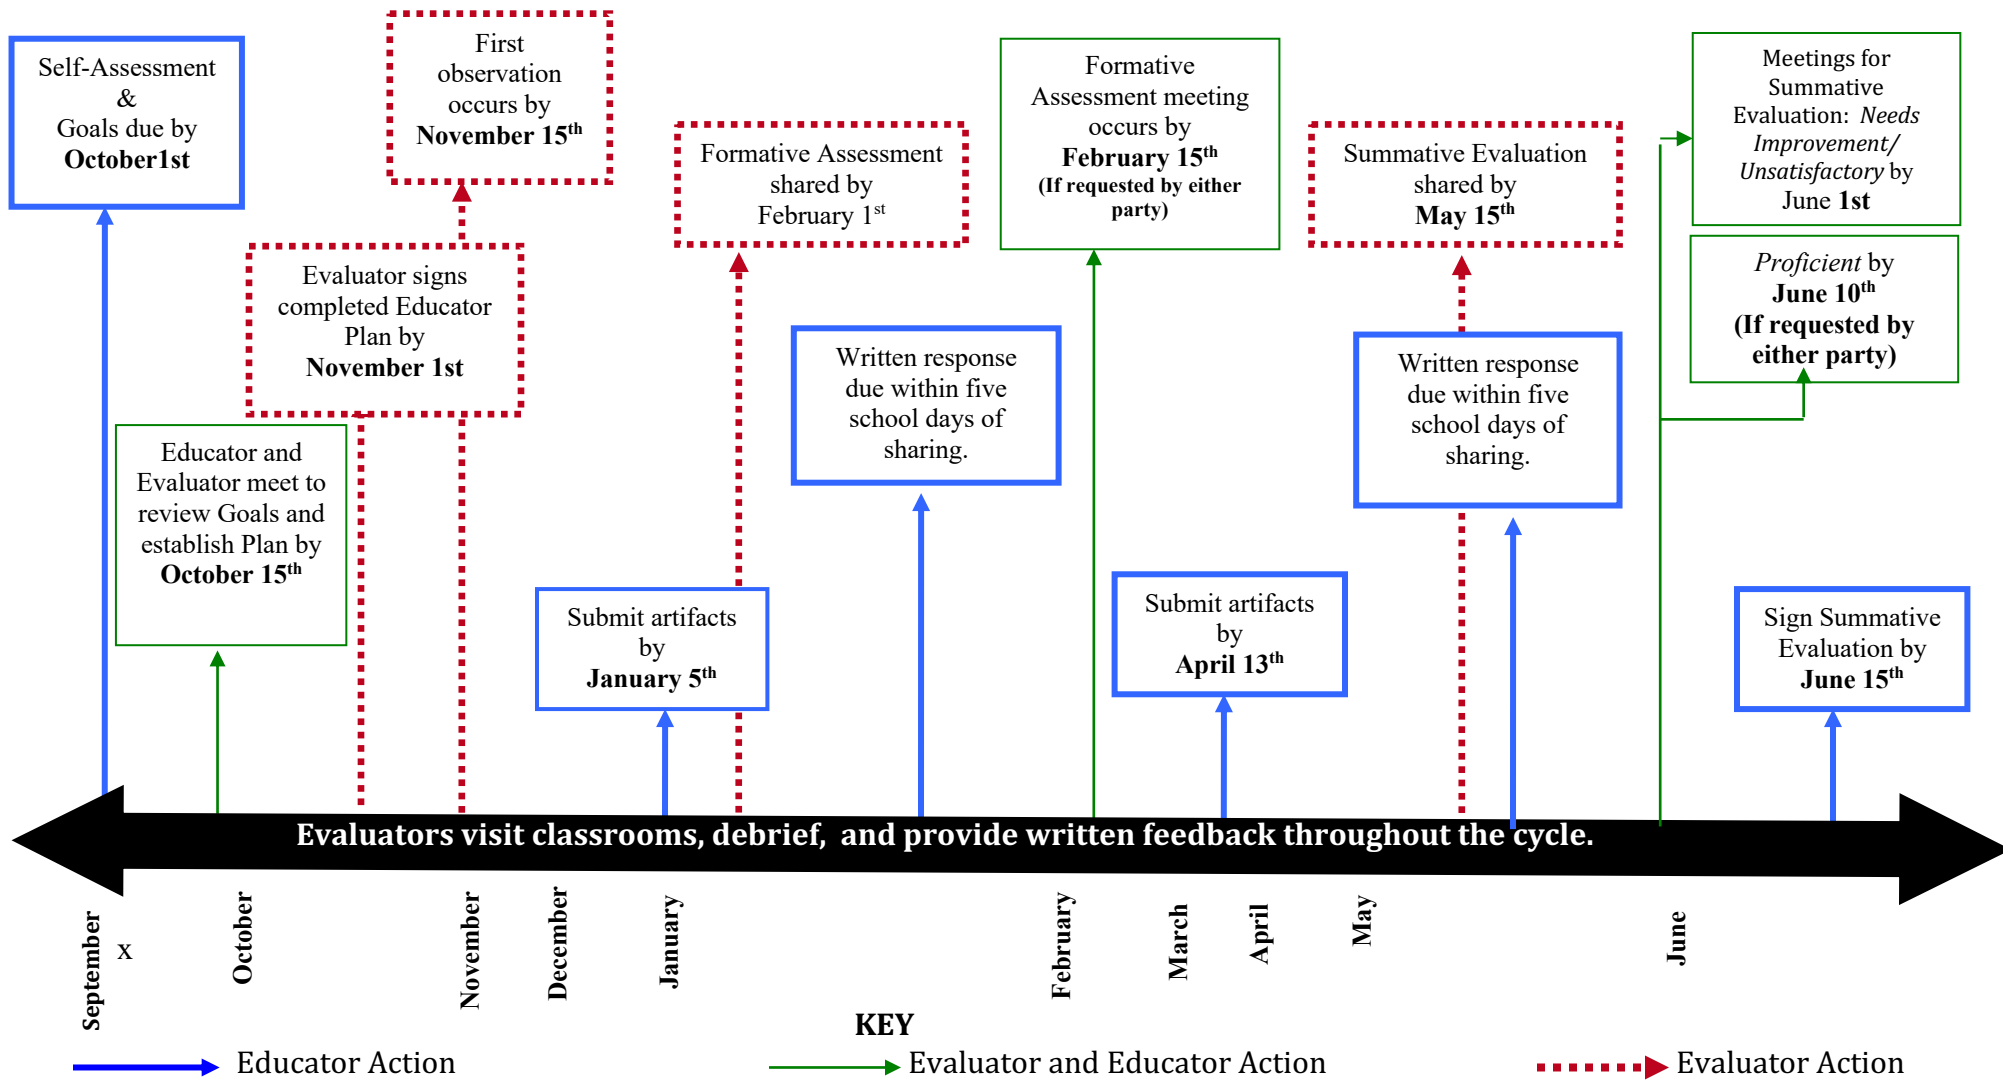 Self-Assessment
&
Goals due by
October1st
First
observation
occurs by
November 15th
Evaluator signs
completed Educator
Plan by
November 1st
Educator and
Evaluator meet to
review Goals and
establish Plan by
October 15th
Formative Assessment
shared by
February 1st
Submit artifacts
by
January 5th
Written response
due within five
school days of
sharing.
Formative
Assessment meeting
occurs by
February 15th
(If requested by either
party)
Submit artifacts
by
April 13th
Summative Evaluation
shared by
May 15th
Written response
due within five
school days of
sharing.
Meetings for
Summative
Evaluation: Needs
Improvement/
Unsatisfactory by
June 1st
Proficient by
June 10th
(If requested by
either party)
Sign Summative
Evaluation by
June 15th
Evaluators visit classrooms, debrief, and provide written feedback throughout the cycle.
September
x
October
November
December
January
February
March
April
May
June
KEY
Educator Action
Evaluator and Educator Action
Evaluator Action